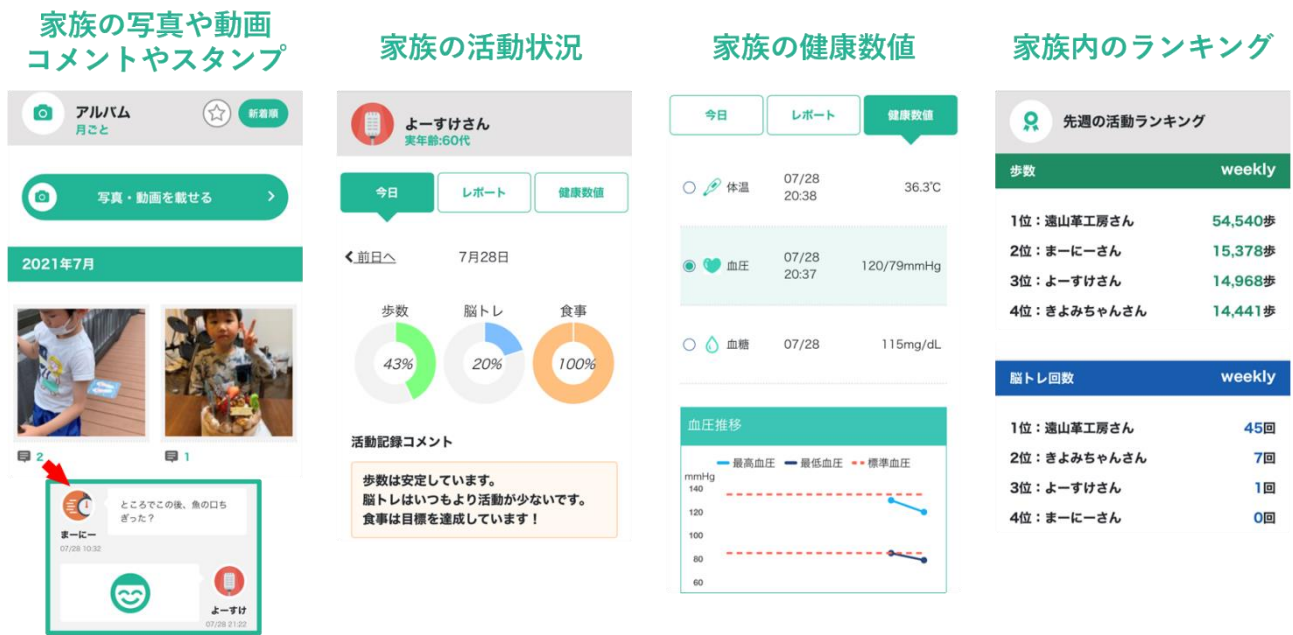 家族の写真や動画
コメントやスタンプ
アルバム
月ごと
新着順
写真・動画を載せる
2021年7月
2
1
ところでこの後、魚の口ち
ぎった？
まーにー
07/28 10:32
よーすけ
07/28 21:22
家族の活動状況
よーすけさん
実年齢:60代
今日
レポート
健康数値
前日へ
7月28日
歩数
脳トレ
食事
43%
20%
100%
活動記録コメント
歩数は安定しています。
脳トレはいつもより活動が少ないです。
食事は目標を達成しています！
家族の健康数値
今日
レポート
健康数値
体温
07/28
20:38
36.3℃
血圧
07/28
20:37
120/79mmHg
血糖
07/28
115mg/dL
血圧推移
最高血圧
最低血圧
標準血圧
mmHg
140
120
100
80
60
家族内のランキング
先週の活動ランキング
歩数 weekly
1位：遠山革工房さん 54,540歩
2位：まーにーさん 15,378歩
3位：よーすけさん 14,968歩
4位：きよみちゃんさん 14,441歩
脳トレ回数 weekly
1位：遠山革工房さん 45回
2位：きよみちゃんさん 7回
3位：よーすけさん 1回
4位：まーにーさん 0回